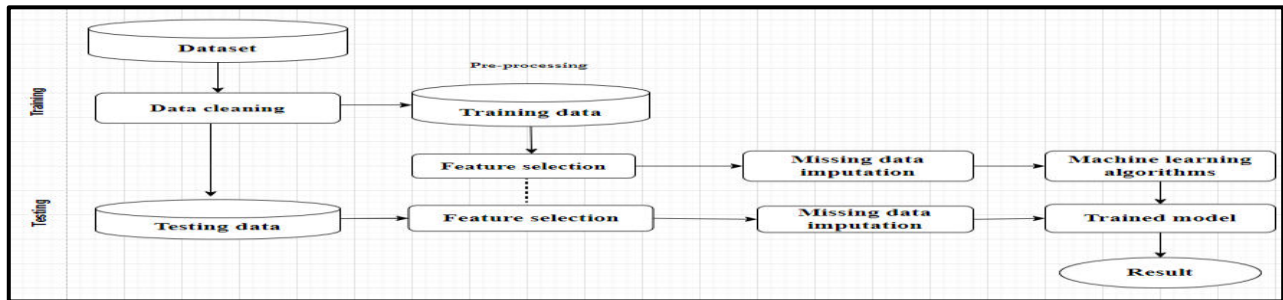 Dataset
Pre-processing
Training
Data cleaning
Training data
Feature selection
Missing data
imputation
Machine learning
algorithms
Testing
Testing data
Feature selection
Missing data
imputation
Trained model
Result